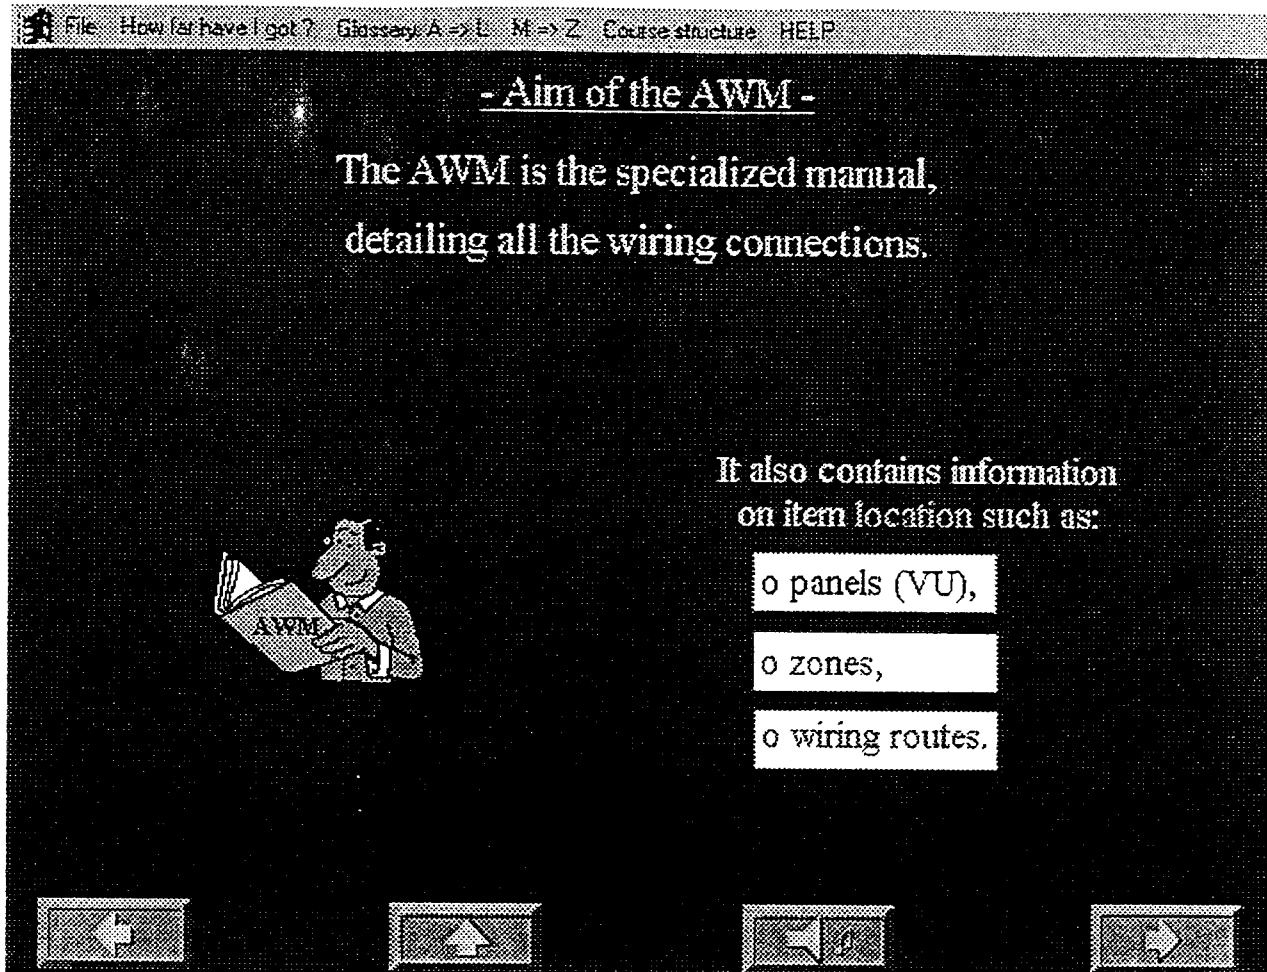 File How far have I got ? Glossary: A => L M => Z Course structure HELP
- Aim of the AWM -
The AWM is the specialized manual,
detailing all the wiring connections.
It also contains information
on item location such as:
o panels (VU),
o zones,
o wiring routes.
AWM